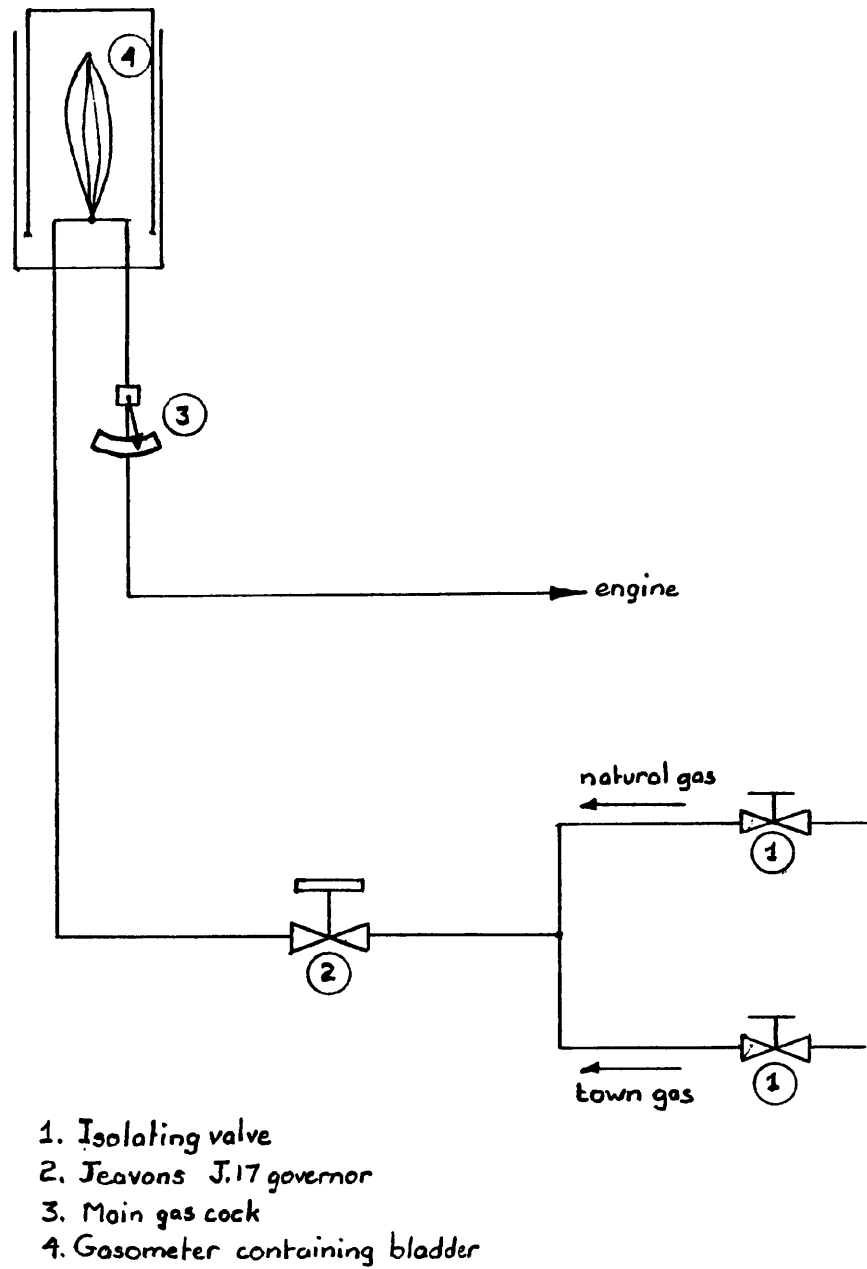 4
3
engine
natural gas
1
2
1
town gas
1. Isolating valve
2. Jeavons J.17 governor
3. Main gas cock
4. Gasometer containing bladder